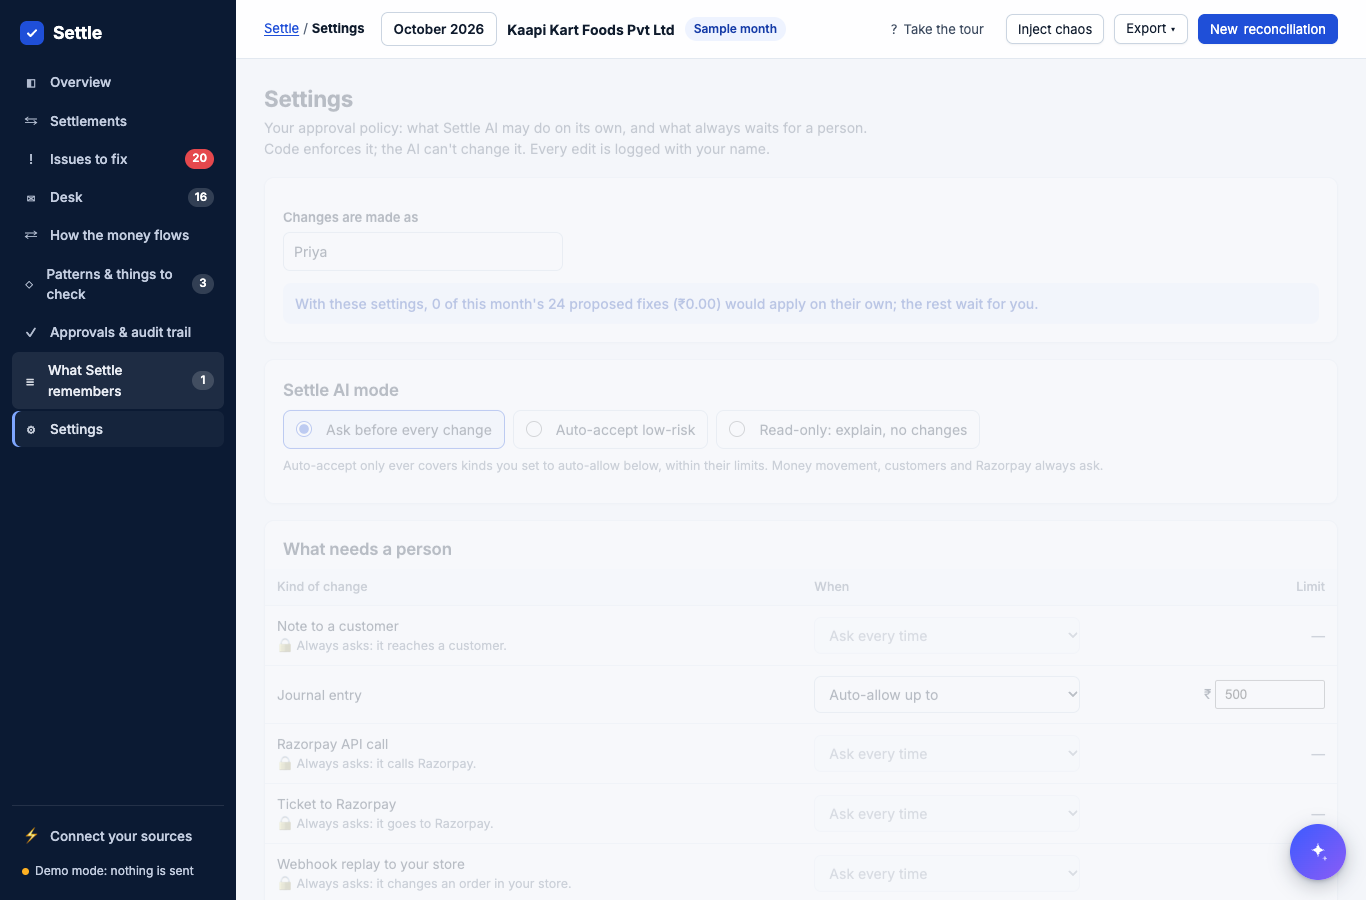 Settle
Overview
Settlements
Issues to fix 20
Desk 16
How the money flows
Patterns & things to
check
3
Approvals & audit trail
What Settle
remembers
1
Settings
Connect your sources
Demo mode: nothing is sent
Settle / Settings
October 2026
Kaapi Kart Foods Pvt Ltd
Sample month
? Take the tour
Inject chaos
Export
New reconciliation
Settings
Your approval policy: what Settle AI may do on its own, and what always waits for a person.
Code enforces it; the AI can't change it. Every edit is logged with your name.
Changes are made as
Priya
With these settings, 0 of this month's 24 proposed fixes (₹0.00) would apply on their own; the rest wait for you.
Settle AI mode
Ask before every change
Auto-accept low-risk
Read-only: explain, no changes
Auto-accept only ever covers kinds you set to auto-allow below, within their limits. Money movement, customers and Razorpay always ask.
What needs a person
Kind of change When Limit
Note to a customer
🔒 Always asks: it reaches a customer.
Ask every time —
Journal entry Auto-allow up to ₹ 500
Razorpay API call
🔒 Always asks: it calls Razorpay.
Ask every time —
Ticket to Razorpay
🔒 Always asks: it goes to Razorpay.
Ask every time —
Webhook replay to your store
🔒 Always asks: it changes an order in your store.
Ask every time